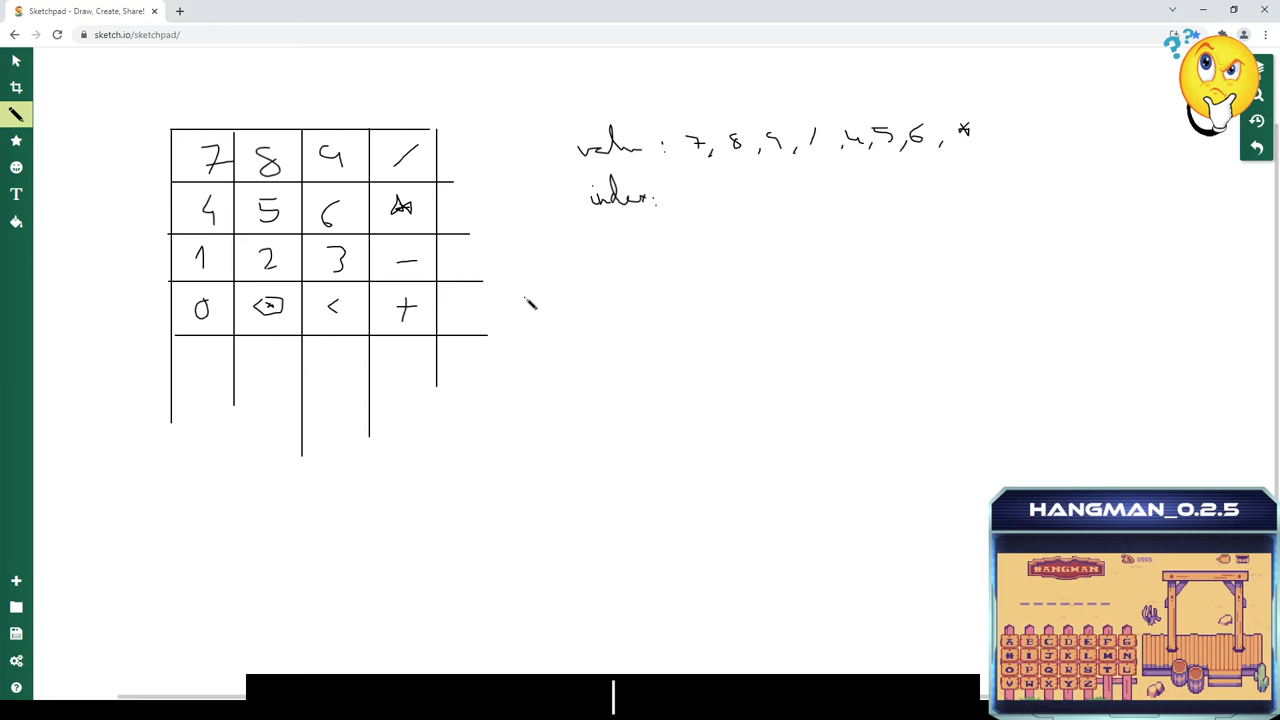 Sketchpad - Draw, Create, Share!
sketch.io/sketchpad/
7 8 9 /
4 5 6 *
1 2 3 -
0 < +
value : 7, 8, 9, /, 4, 5, 6, *
index:
HANGMAN_0.2.5
HANGMAN
0005
A B C D E F G
H I J K L M N
O P Q R S T L
V W X Y Z